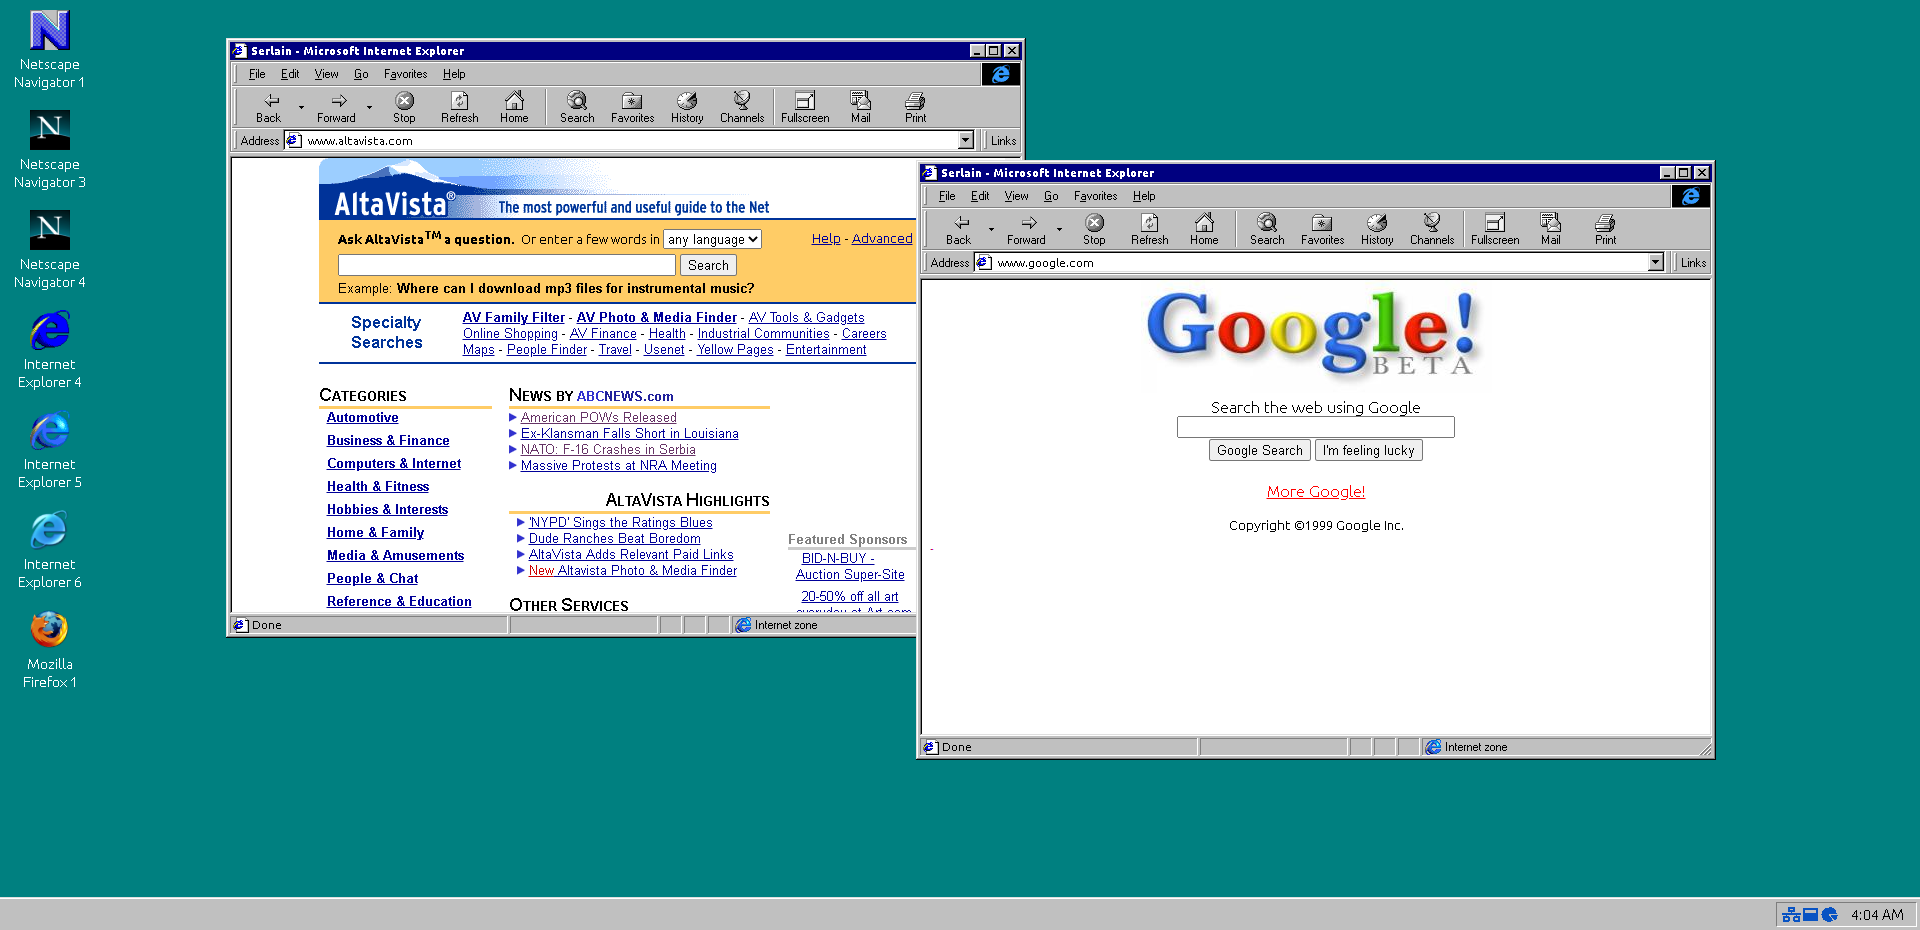 Netscape
Navigator 1
Netscape
Navigator 3
Netscape
Navigator 4
Internet
Explorer 4
Internet
Explorer 5
Internet
Explorer 6
Mozilla
Firefox 1
Serlain - Microsoft Internet Explorer
File Edit View Go Favorites Help
Back Forward Stop Refresh Home Search Favorites History Channels Fullscreen Mail Print
Address www.altavista.com Links
AltaVista® The most powerful and useful guide to the Net
Ask AltaVista™ a question. Or enter a few words in any language Help - Advanced
Search
Example: Where can I download mp3 files for instrumental music?
Specialty
Searches
AV Family Filter - AV Photo & Media Finder - AV Tools & Gadgets
Online Shopping - AV Finance - Health - Industrial Communities - Careers
Maps - People Finder - Travel - Usenet - Yellow Pages - Entertainment
CATEGORIES
Automotive
Business & Finance
Computers & Internet
Health & Fitness
Hobbies & Interests
Home & Family
Media & Amusements
People & Chat
Reference & Education
NEWS BY ABCNEWS.com
American POWs Released
Ex-Klansman Falls Short in Louisiana
NATO: F-16 Crashes in Serbia
Massive Protests at NRA Meeting
ALTAVISTA HIGHLIGHTS
'NYPD' Sings the Ratings Blues
Dude Ranches Beat Boredom
AltaVista Adds Relevant Paid Links
New Altavista Photo & Media Finder
OTHER SERVICES
Featured Sponsors
BID-N-BUY -
Auction Super-Site
20-50% off all art
everyday at Art.com
Done Internet zone
Serlain - Microsoft Internet Explorer
File Edit View Go Favorites Help
Back Forward Stop Refresh Home Search Favorites History Channels Fullscreen Mail Print
Address www.google.com Links
Google!
BETA
Search the web using Google
Google Search I'm feeling lucky
More Google!
Copyright ©1999 Google Inc.
Done Internet zone
4:04 AM